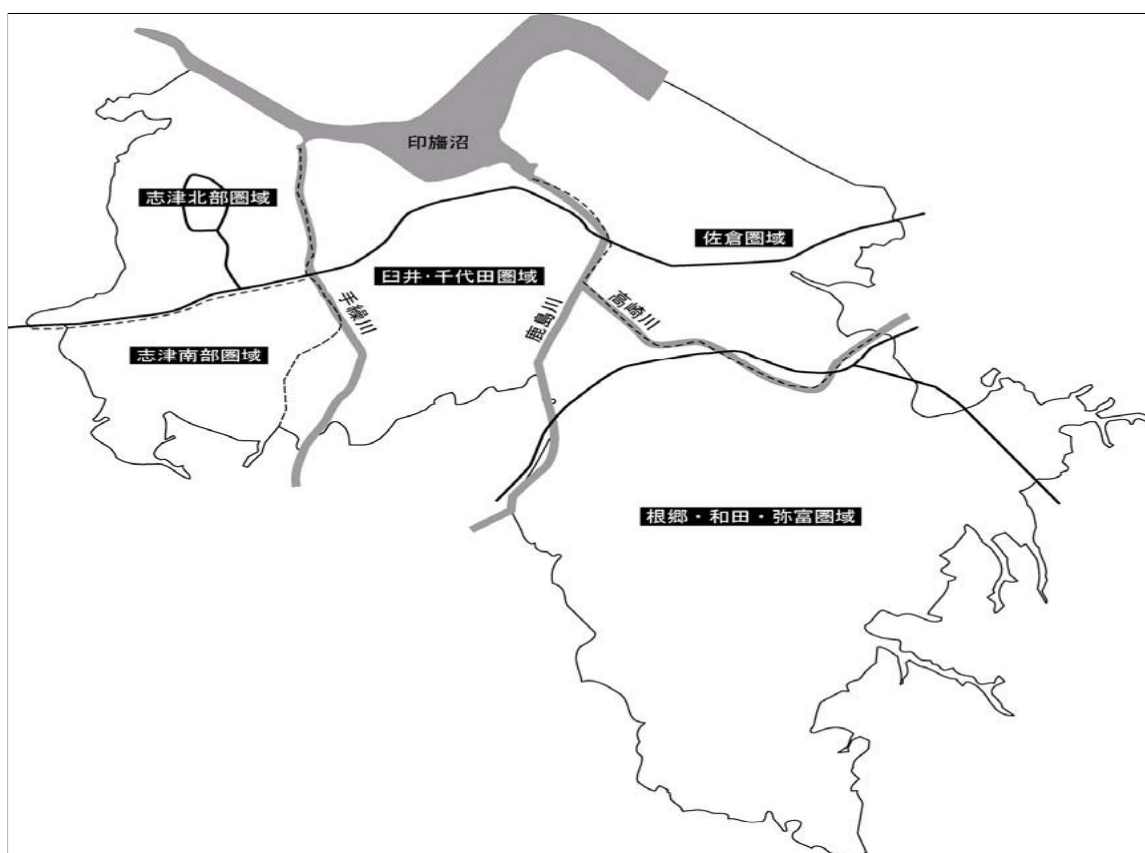 印旛沼
志津北部圏域
佐倉圏域
臼井・千代田圏域
手繰川
鹿島川
高崎川
志津南部圏域
根郷・和田・弥富圏域